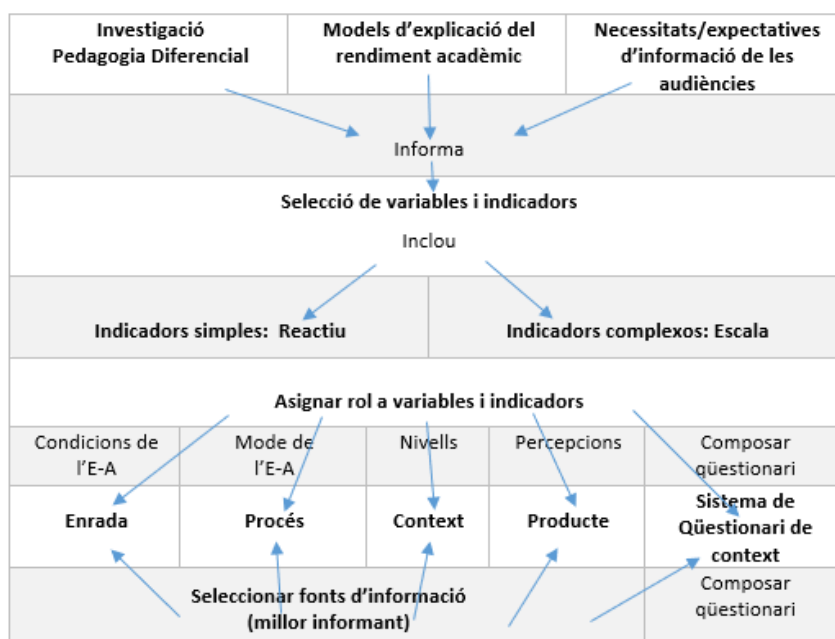 Investigació
Pedagogia Diferencial
Models d’explicació del
rendiment acadèmic
Necessitats/expectatives
d’informació de les
audiències
Informa
Selecció de variables i indicadors
Inclou
Indicadors simples: Reactiu
Indicadors complexos: Escala
Asignar rol a variables i indicadors
Condicions de
l’E-A
Mode de
l’E-A
Nivells
Percepcions
Composar
qüestionari
Enrada
Procés
Context
Producte
Sistema de
Qüestionari de
context
Seleccionar fonts d’informació
(millor informant)
Composar
qüestionari